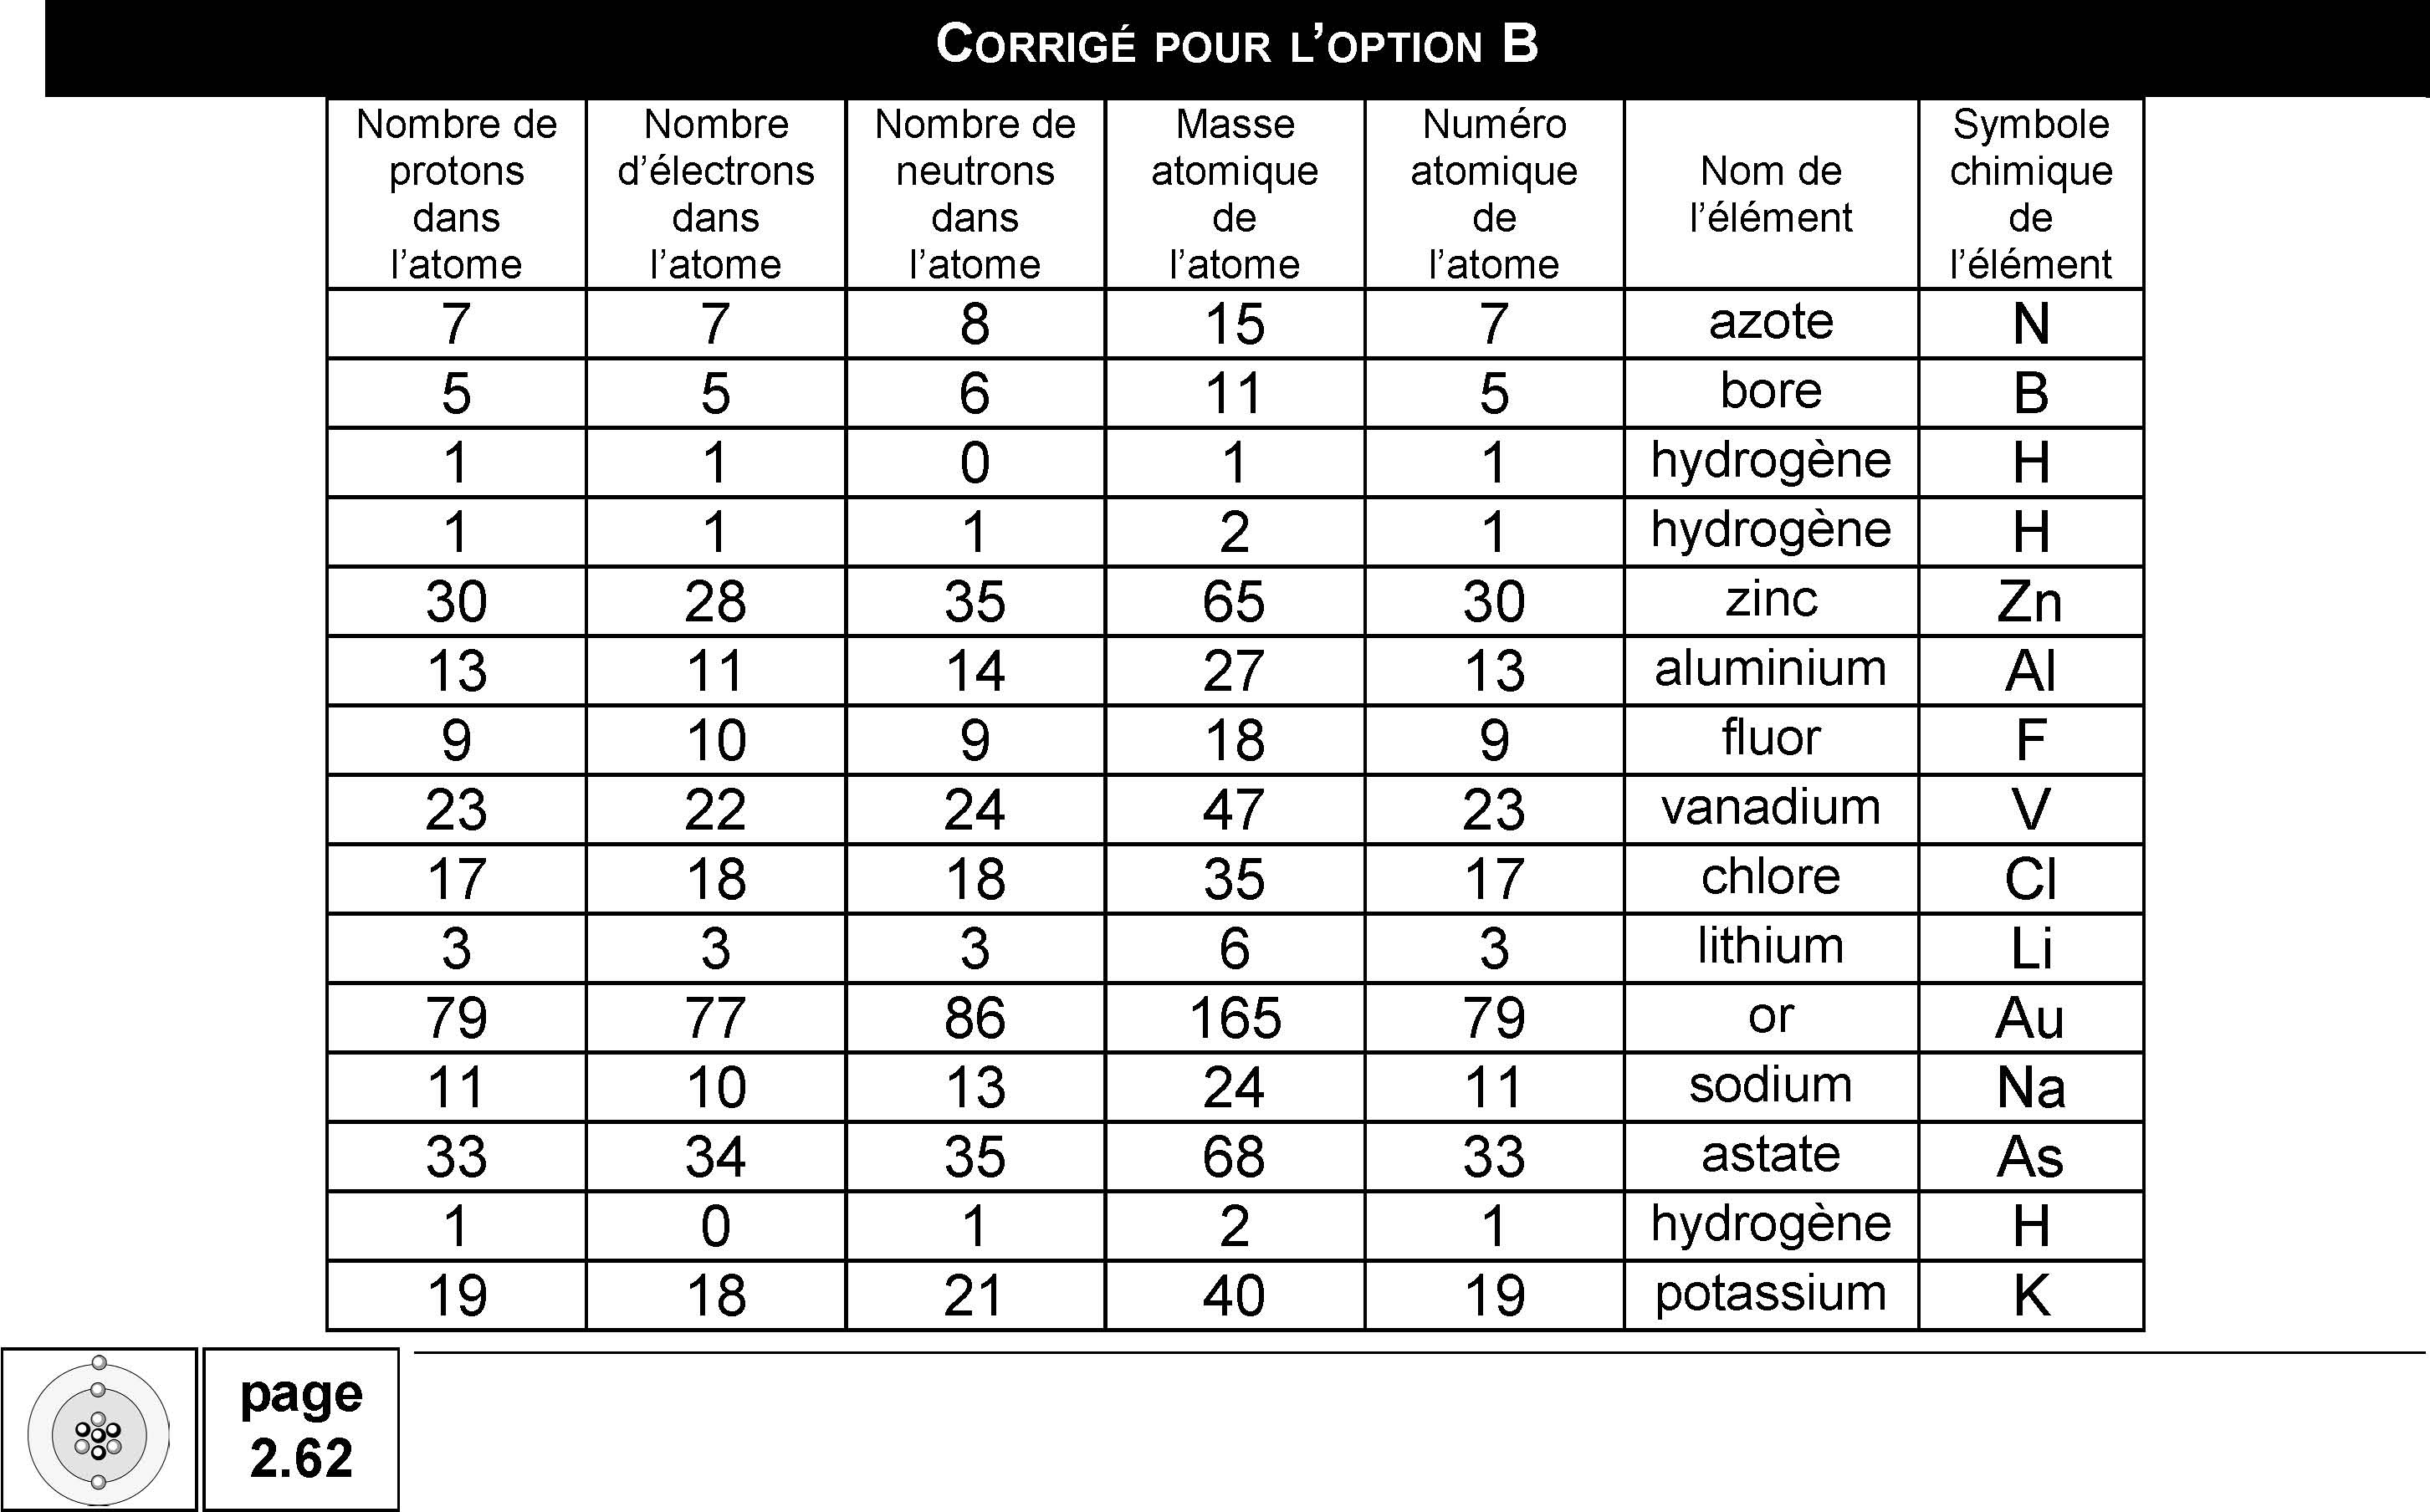 CORRIGÉ POUR L’OPTION B
Nombre de protons dans l’atome Nombre d’électrons dans l’atome Nombre de neutrons dans l’atome Masse atomique de l’atome Numéro atomique de l’atome Nom de l’élément Symbole chimique de l’élément
7 7 8 15 7 azote N
5 5 6 11 5 bore B
1 1 0 1 1 hydrogène H
1 1 1 2 1 hydrogène H
30 28 35 65 30 zinc Zn
13 11 14 27 13 aluminium Al
9 10 9 18 9 fluor F
23 22 24 47 23 vanadium V
17 18 18 35 17 chlore Cl
3 3 3 6 3 lithium Li
79 77 86 165 79 or Au
11 10 13 24 11 sodium Na
33 34 35 68 33 astate As
1 0 1 2 1 hydrogène H
19 18 21 40 19 potassium K
page
2.62